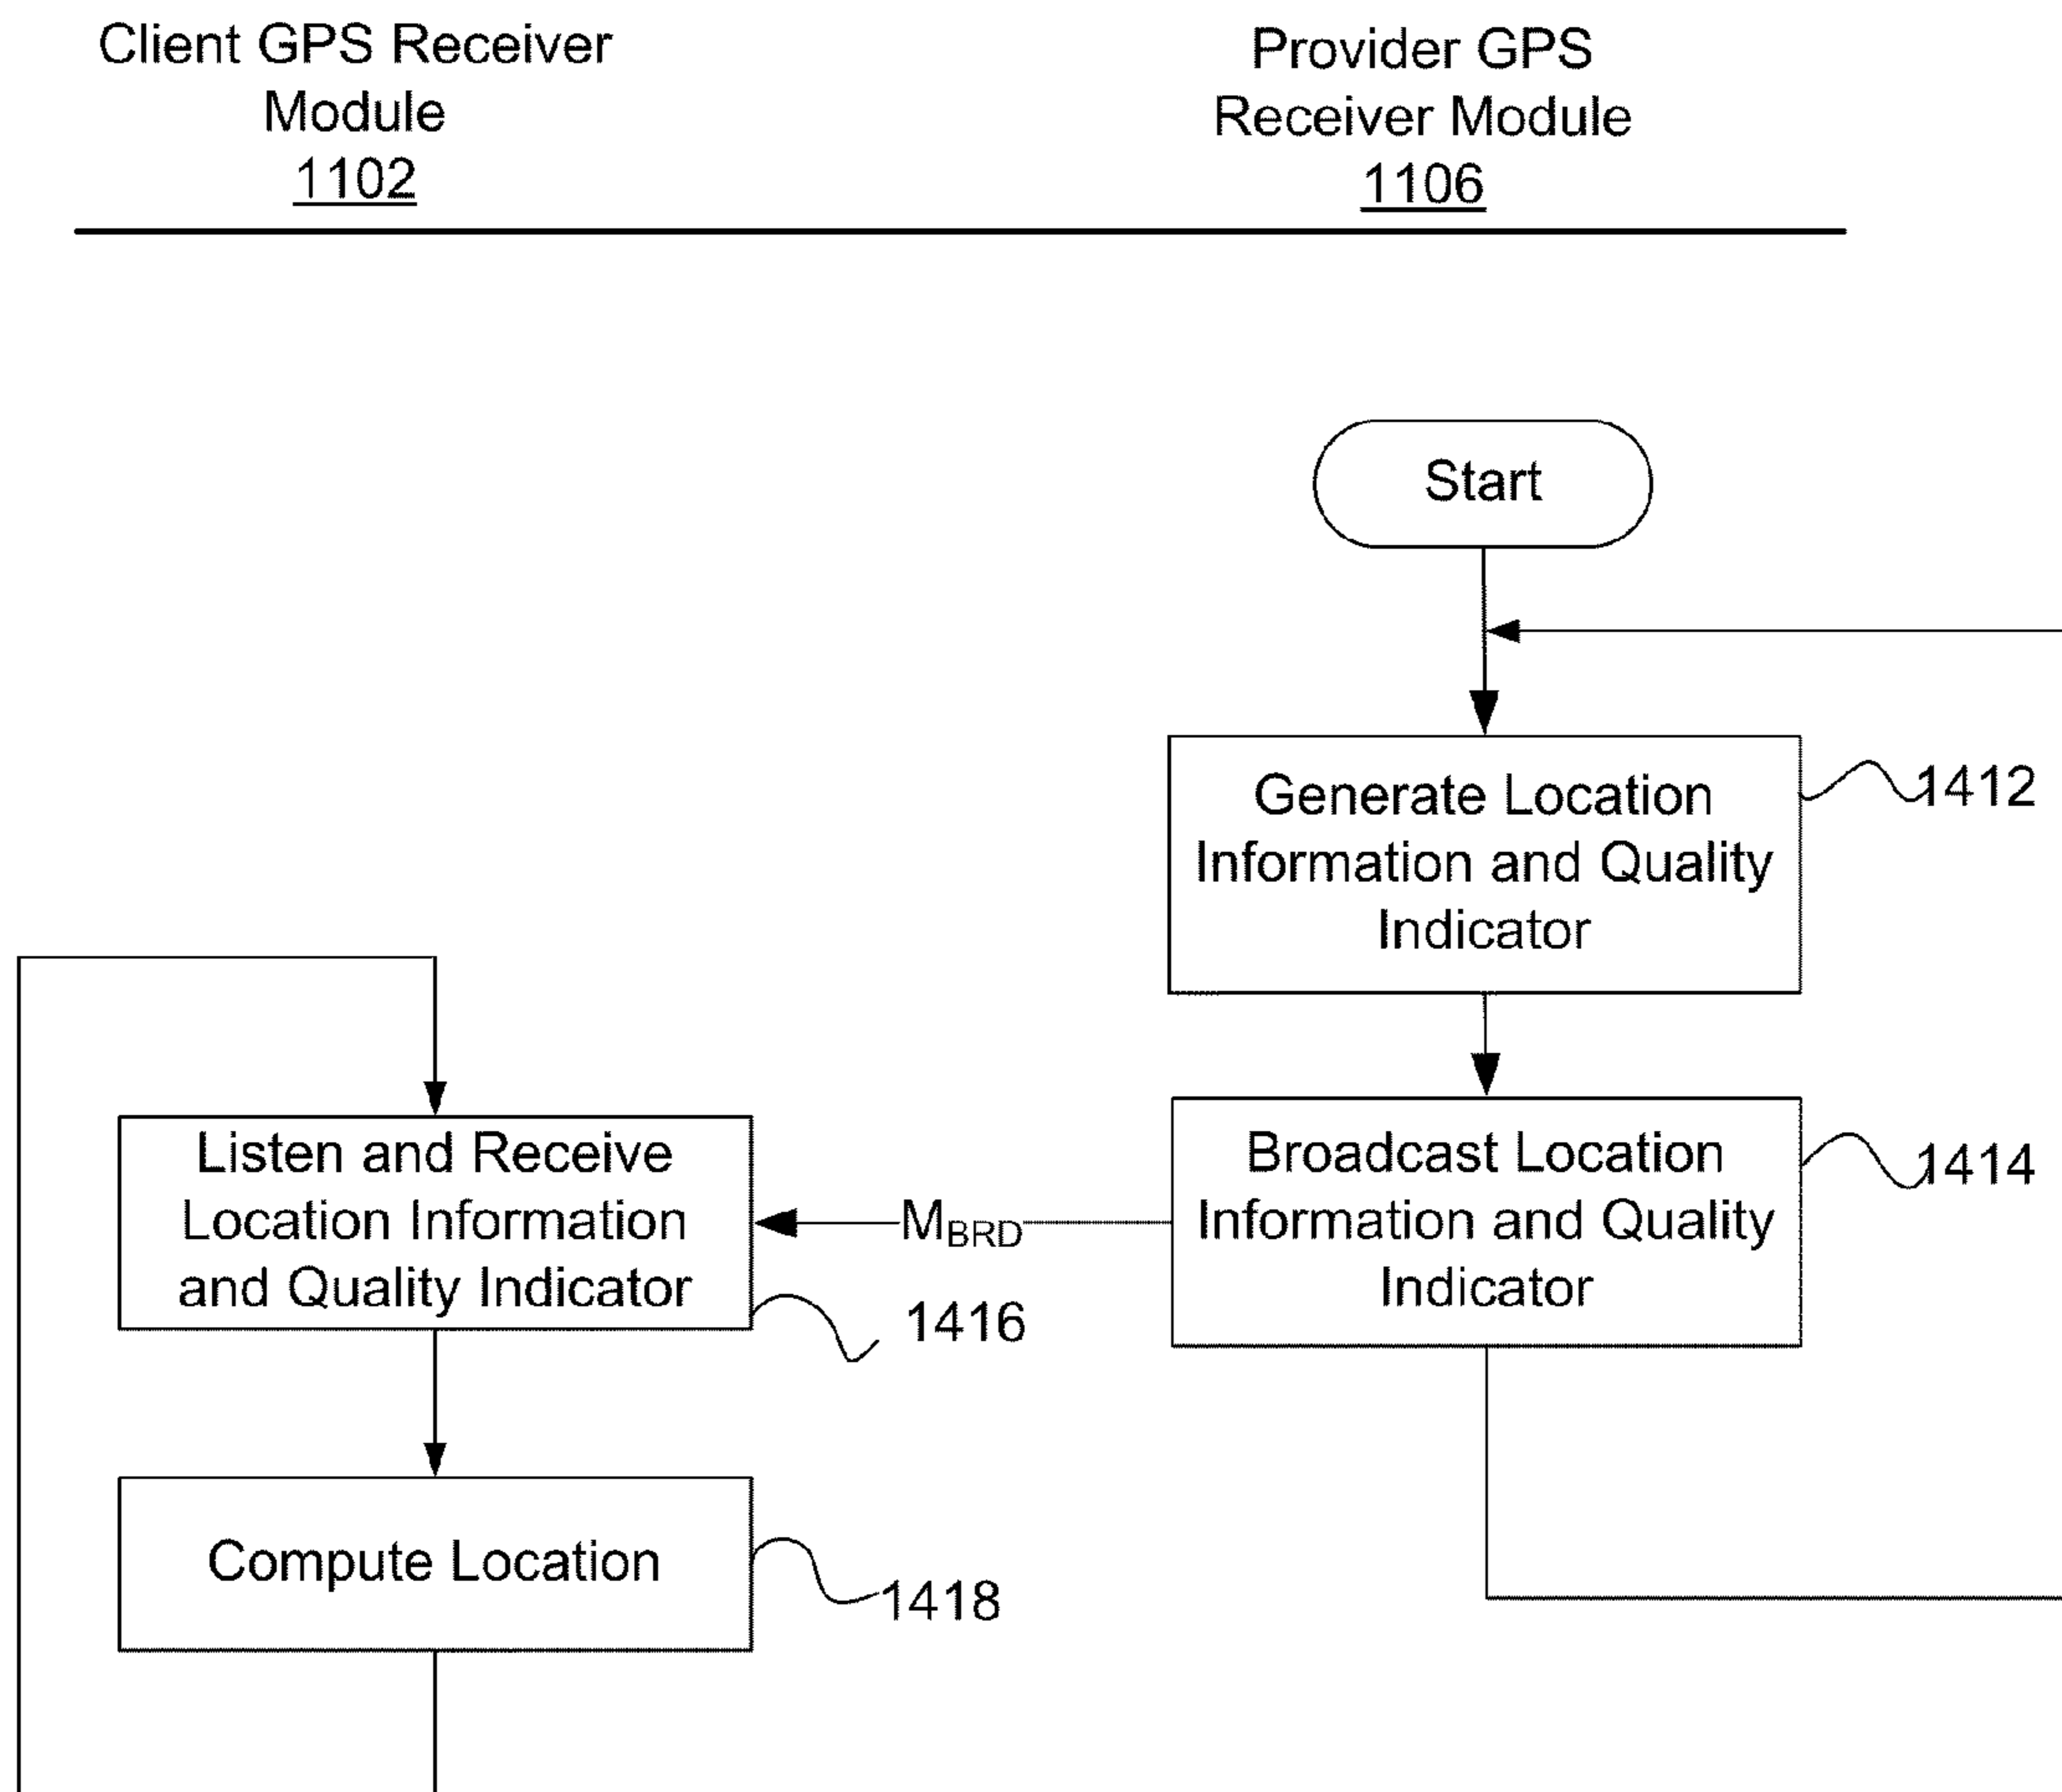 Client GPS Receiver
Module
1102
Provider GPS
Receiver Module
1106
Start
Generate Location
Information and Quality
Indicator
1412
Listen and Receive
Location Information
and Quality Indicator
1416
MBRD
Broadcast Location
Information and Quality
Indicator
1414
Compute Location
1418